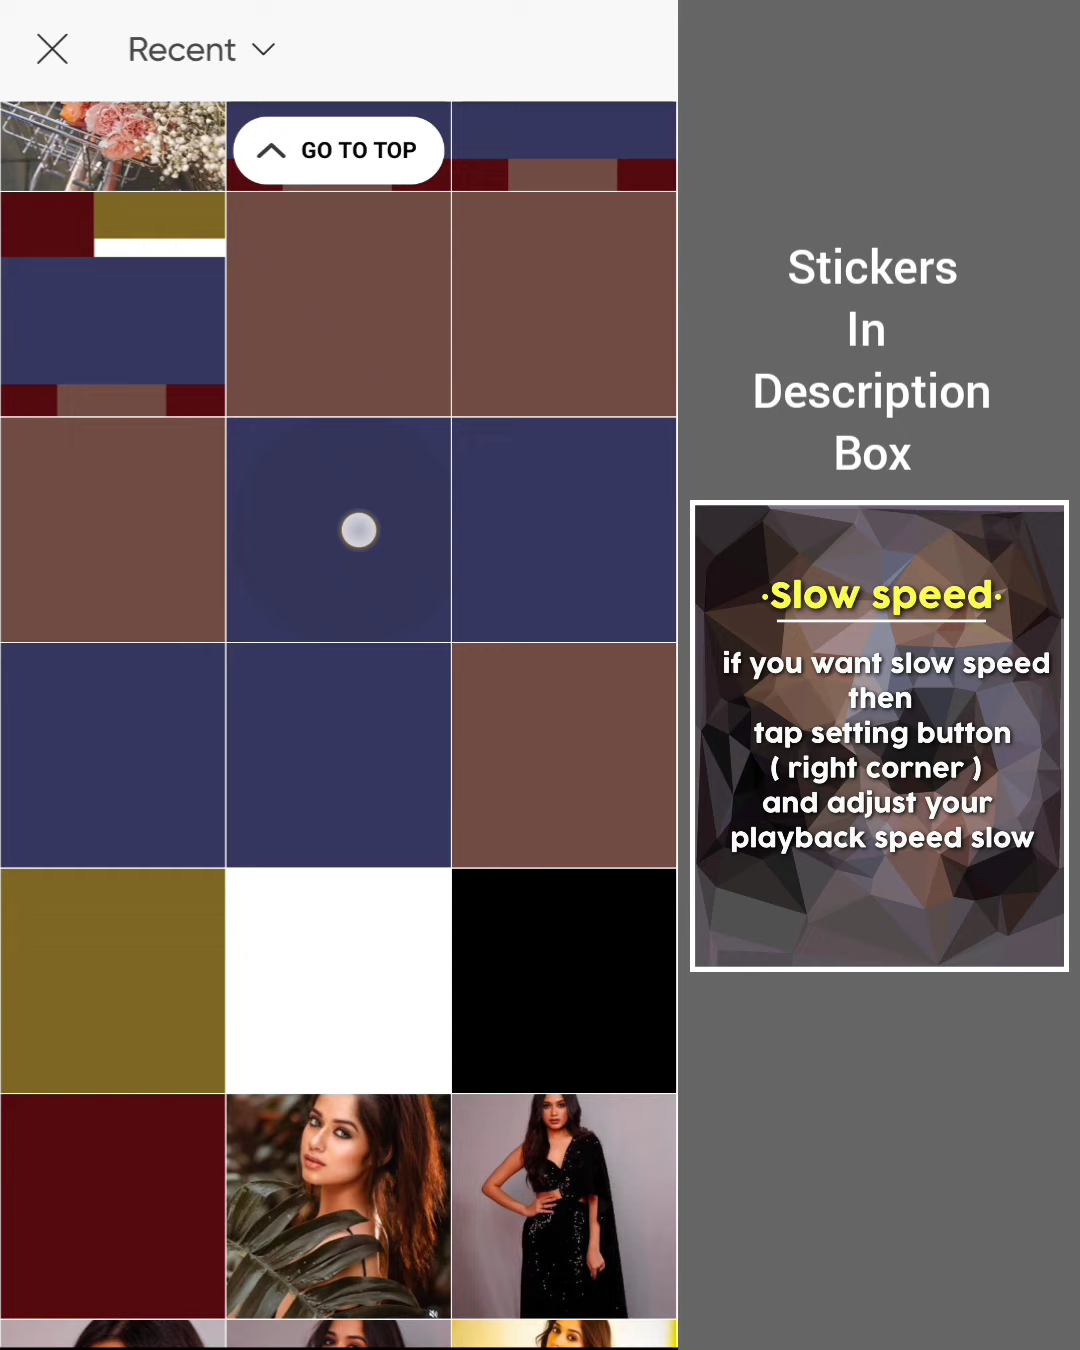 Recent
GO TO TOP
Stickers
In
Description
Box
·Slow speed·
if you want slow speed
then
tap setting button
( right corner )
and adjust your
playback speed slow